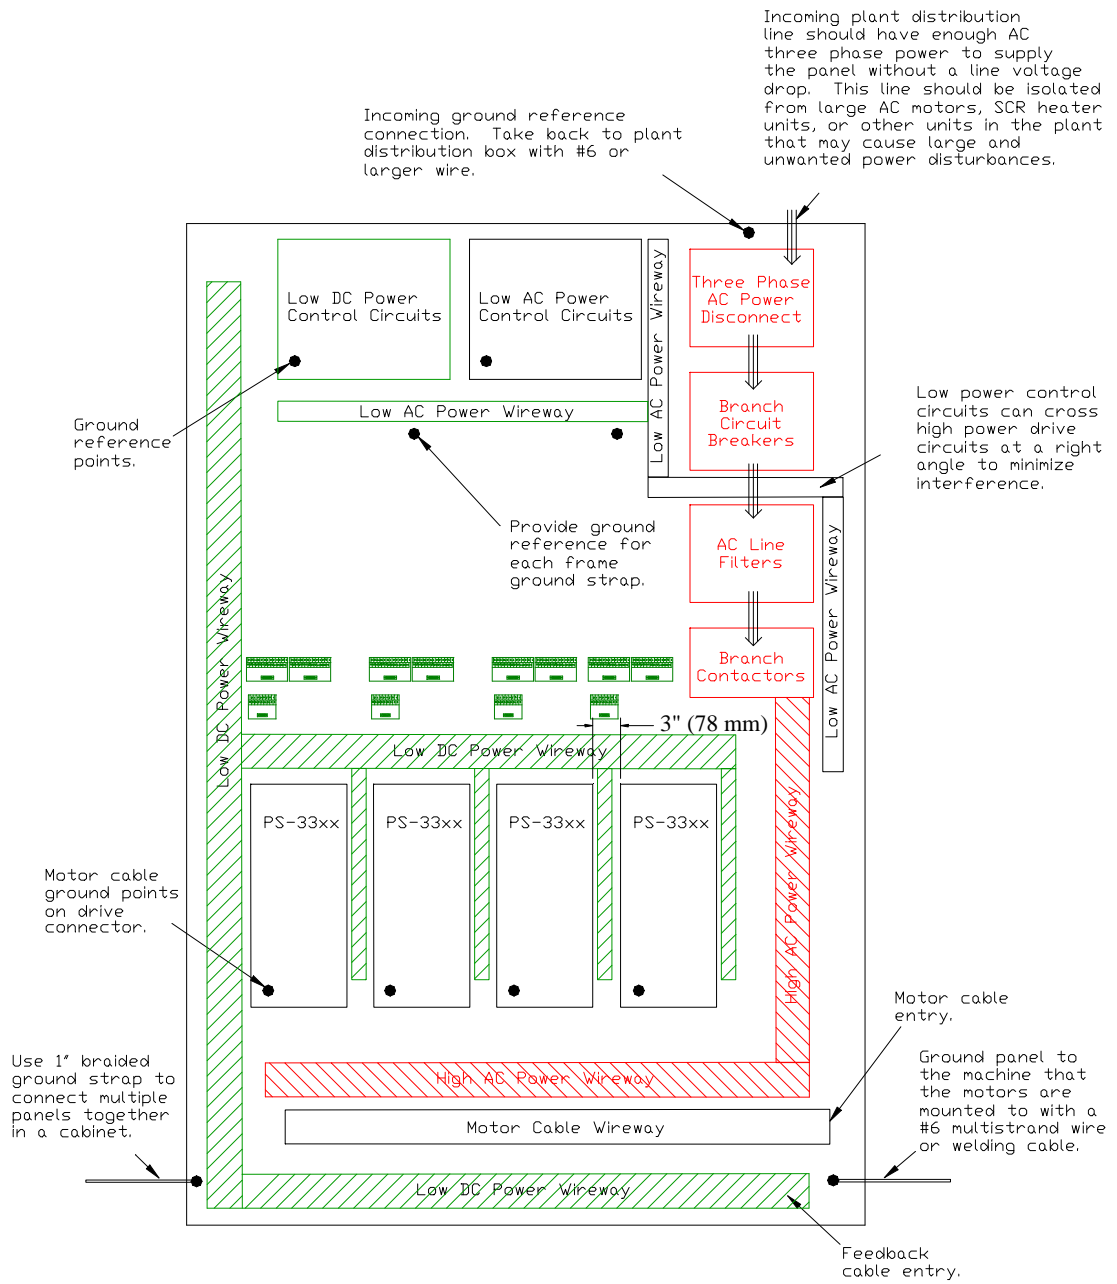 Incoming plant distribution
line should have enough AC
three phase power to supply
the panel without a line voltage
drop.  This line should be isolated
from large AC motors, SCR heater
units, or other units in the plant
that may cause large and
unwanted power disturbances.
Incoming ground reference
connection.  Take back to plant
distribution box with #6 or
larger wire.
Low DC Power
Control Circuits
Low AC Power
Control Circuits
Low AC Power Wireway
Three Phase
AC Power
Disconnect
Low AC Power Wireway
Branch
Circuit
Breakers
Low power control
circuits can cross
high power drive
circuits at a right
angle to minimize
interference.
Ground
reference
points.
Provide ground
reference for
each frame
ground strap.
AC Line
Filters
Low AC Power Wireway
Low DC Power Wireway
Branch
Contactors
3" (78 mm)
Low DC Power Wireway
PS-33xx
PS-33xx
PS-33xx
PS-33xx
High AC Power Wireway
Motor cable
ground points
on drive
connector.
Motor cable
entry.
Use 1" braided
ground strap to
connect multiple
panels together
in a cabinet.
High AC Power Wireway
Ground panel to
the machine that
the motors are
mounted to with a
#6 multistrand wire
or welding cable.
Motor Cable Wireway
Low DC Power Wireway
Feedback
cable entry.